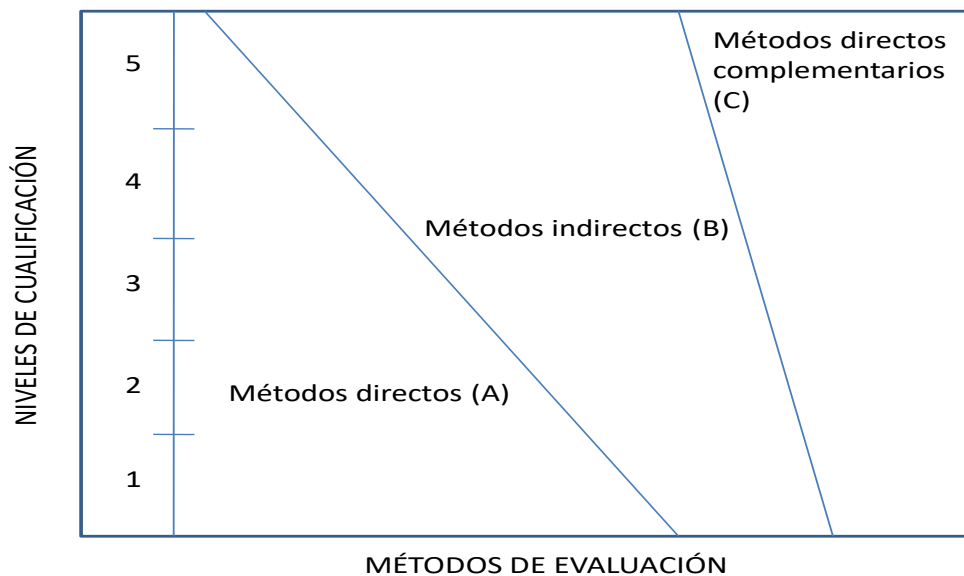 NIVELES DE CUALIFICACIÓN
5
4
3
2
1
Métodos directos (A)
Métodos indirectos (B)
Métodos directos
complementarios
(C)
MÉTODOS DE EVALUACIÓN